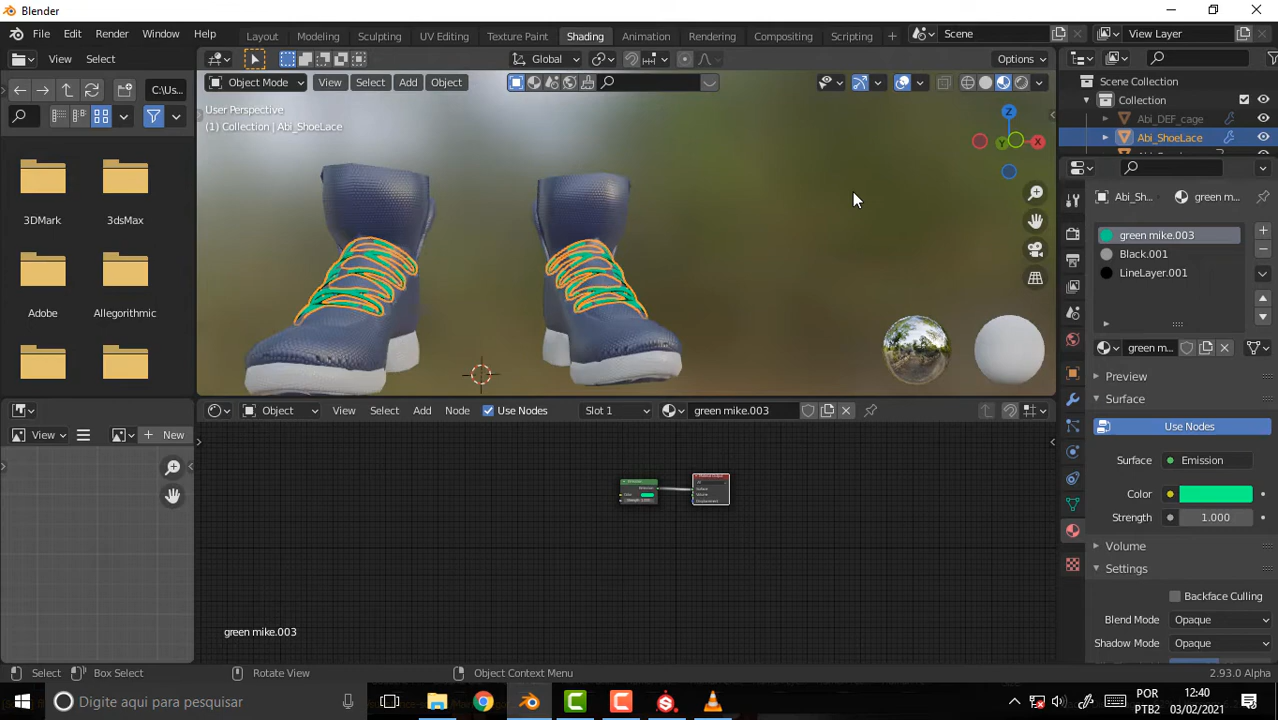 Blender
File Edit Render Window Help Layout Modeling Sculpting UV Editing Texture Paint Shading Animation Rendering Compositing Scripting Scene View Layer
View Select Global Options
Object Mode View Select Add Object Scene Collection
C:\Us... Collection
User Perspective Abi_DEF_cage
(1) Collection | Abi_ShoeLace Abi_ShoeLace
X Y Z
Abi_Sh... green m...
3DMark 3dsMax
green mike.003
Black.001
Adobe Allegorithmic LineLayer.001
green m...
Preview
Surface
Object View Select Add Node Use Nodes Slot 1 green mike.003
View New Use Nodes
Surface Emission
Color
Strength 1.000
Volume
Settings
Backface Culling
Blend Mode Opaque
green mike.003 Shadow Mode Opaque
Select Box Select Rotate View Object Context Menu 2.93.0 Alpha
Digite aqui para pesquisar POR 12:40
PTB2 03/02/2021